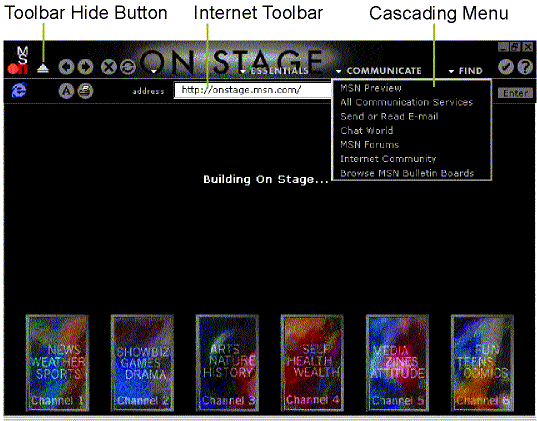 Toolbar Hide Button
Internet Toolbar
Cascading Menu
MS
on
ON STAGE
ESSENTIALS
COMMUNICATE
FIND
?
e
A
address
http://onstage.msn.com/
Enter
MSN Preview
All Communication Services
Send or Read E-mail
Chat World
MSN Forums
Internet Community
Browse MSN Bulletin Boards
Building On Stage...
NEWS
WEATHER
SPORTS
Channel 1
SHOWBIZ
GAMES
DRAMA
Channel 2
ARTS
NATURE
HISTORY
Channel 3
SELF
HEALTH
WEALTH
Channel 4
MEDIA
ZINES
ATTITUDE
Channel 5
FUN
TEENS
COMICS
Channel 6